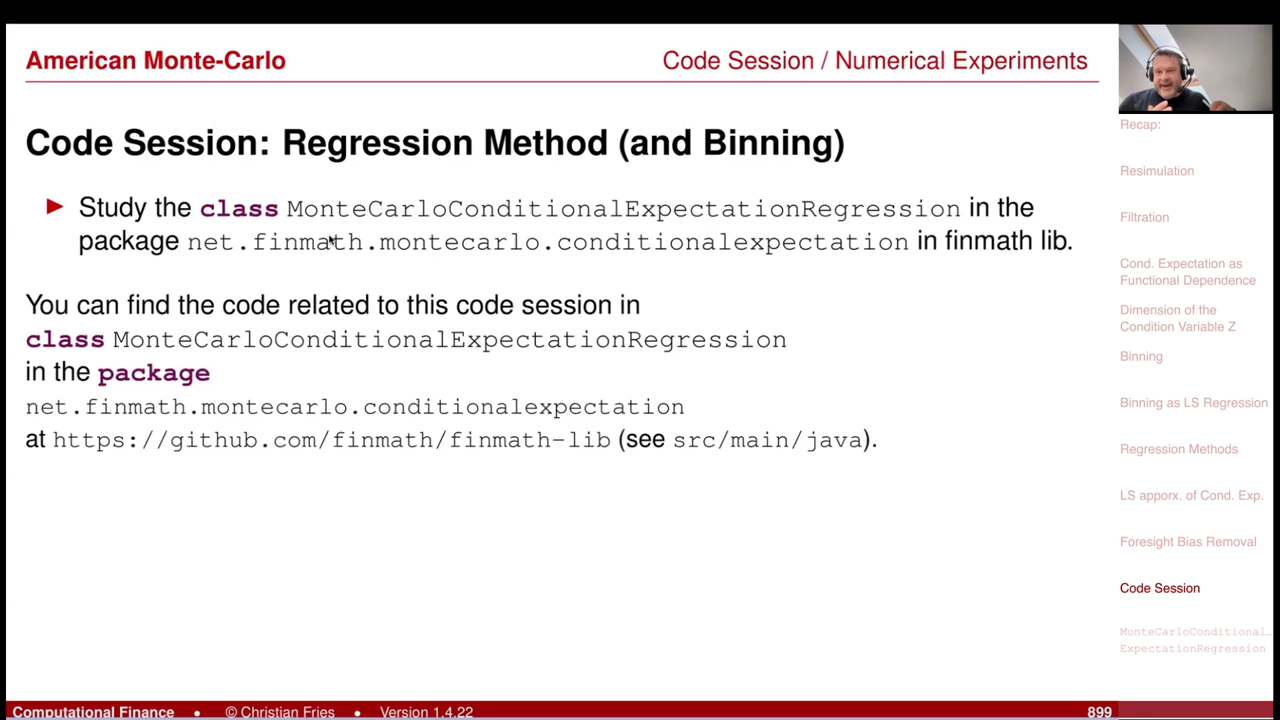 American Monte-Carlo
Code Session / Numerical Experiments
Code Session: Regression Method (and Binning)
Study the class MonteCarloConditionalExpectationRegression in the
package net.finmath.montecarlo.conditionalexpectation in finmath lib.
You can find the code related to this code session in
class MonteCarloConditionalExpectationRegression
in the package
net.finmath.montecarlo.conditionalexpectation
at https://github.com/finmath/finmath-lib (see src/main/java).
Recap:
Resimulation
Filtration
Cond. Expectation as
Functional Dependence
Dimension of the
Condition Variable Z
Binning
Binning as LS Regression
Regression Methods
LS apporx. of Cond. Exp.
Foresight Bias Removal
Code Session
MonteCarloConditional…
ExpectationRegression
Computational Finance • © Christian Fries • Version 1.4.22
899